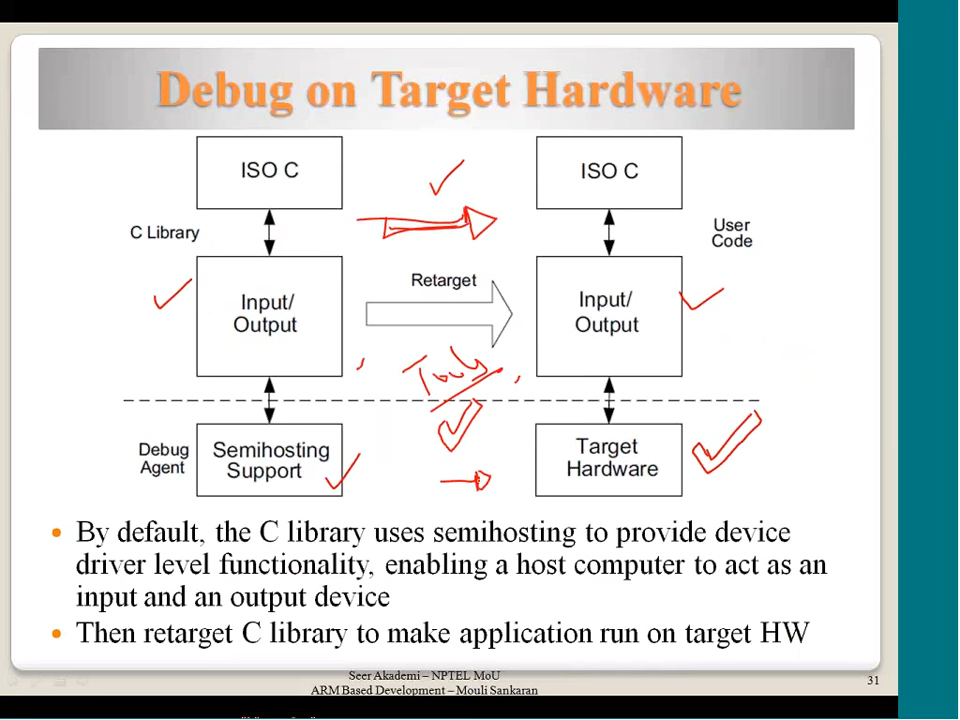 Debug on Target Hardware
ISO C
ISO C
C Library
User
Code
Input/
Output
Retarget
Input/
Output
Tools
Debug
Agent
Semihosting
Support
Target
Hardware
• By default, the C library uses semihosting to provide device
driver level functionality, enabling a host computer to act as an
input and an output device
• Then retarget C library to make application run on target HW
Seer Akademi – NPTEL MoU
ARM Based Development – Mouli Sankaran
31